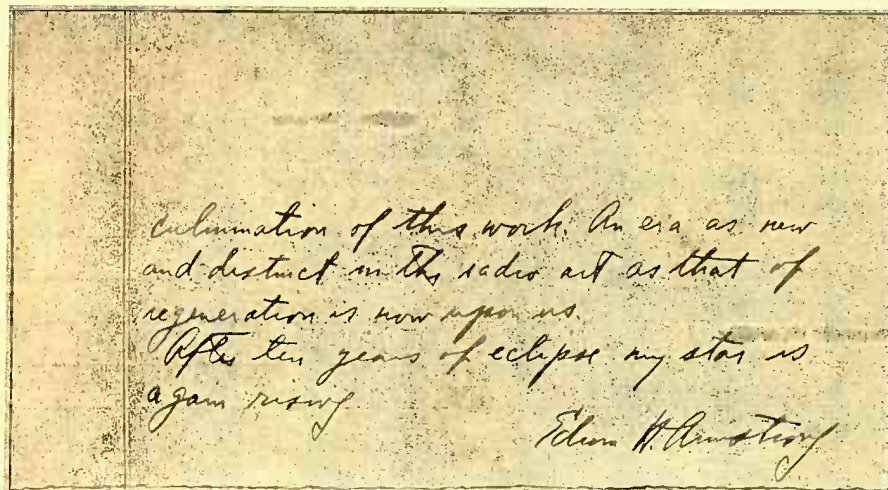 culmination of this work. An era as new
and distinct in the radio art as that of
regeneration is now upon us.
After ten years of eclipse my star is
again rising
Edwin H. Armstrong